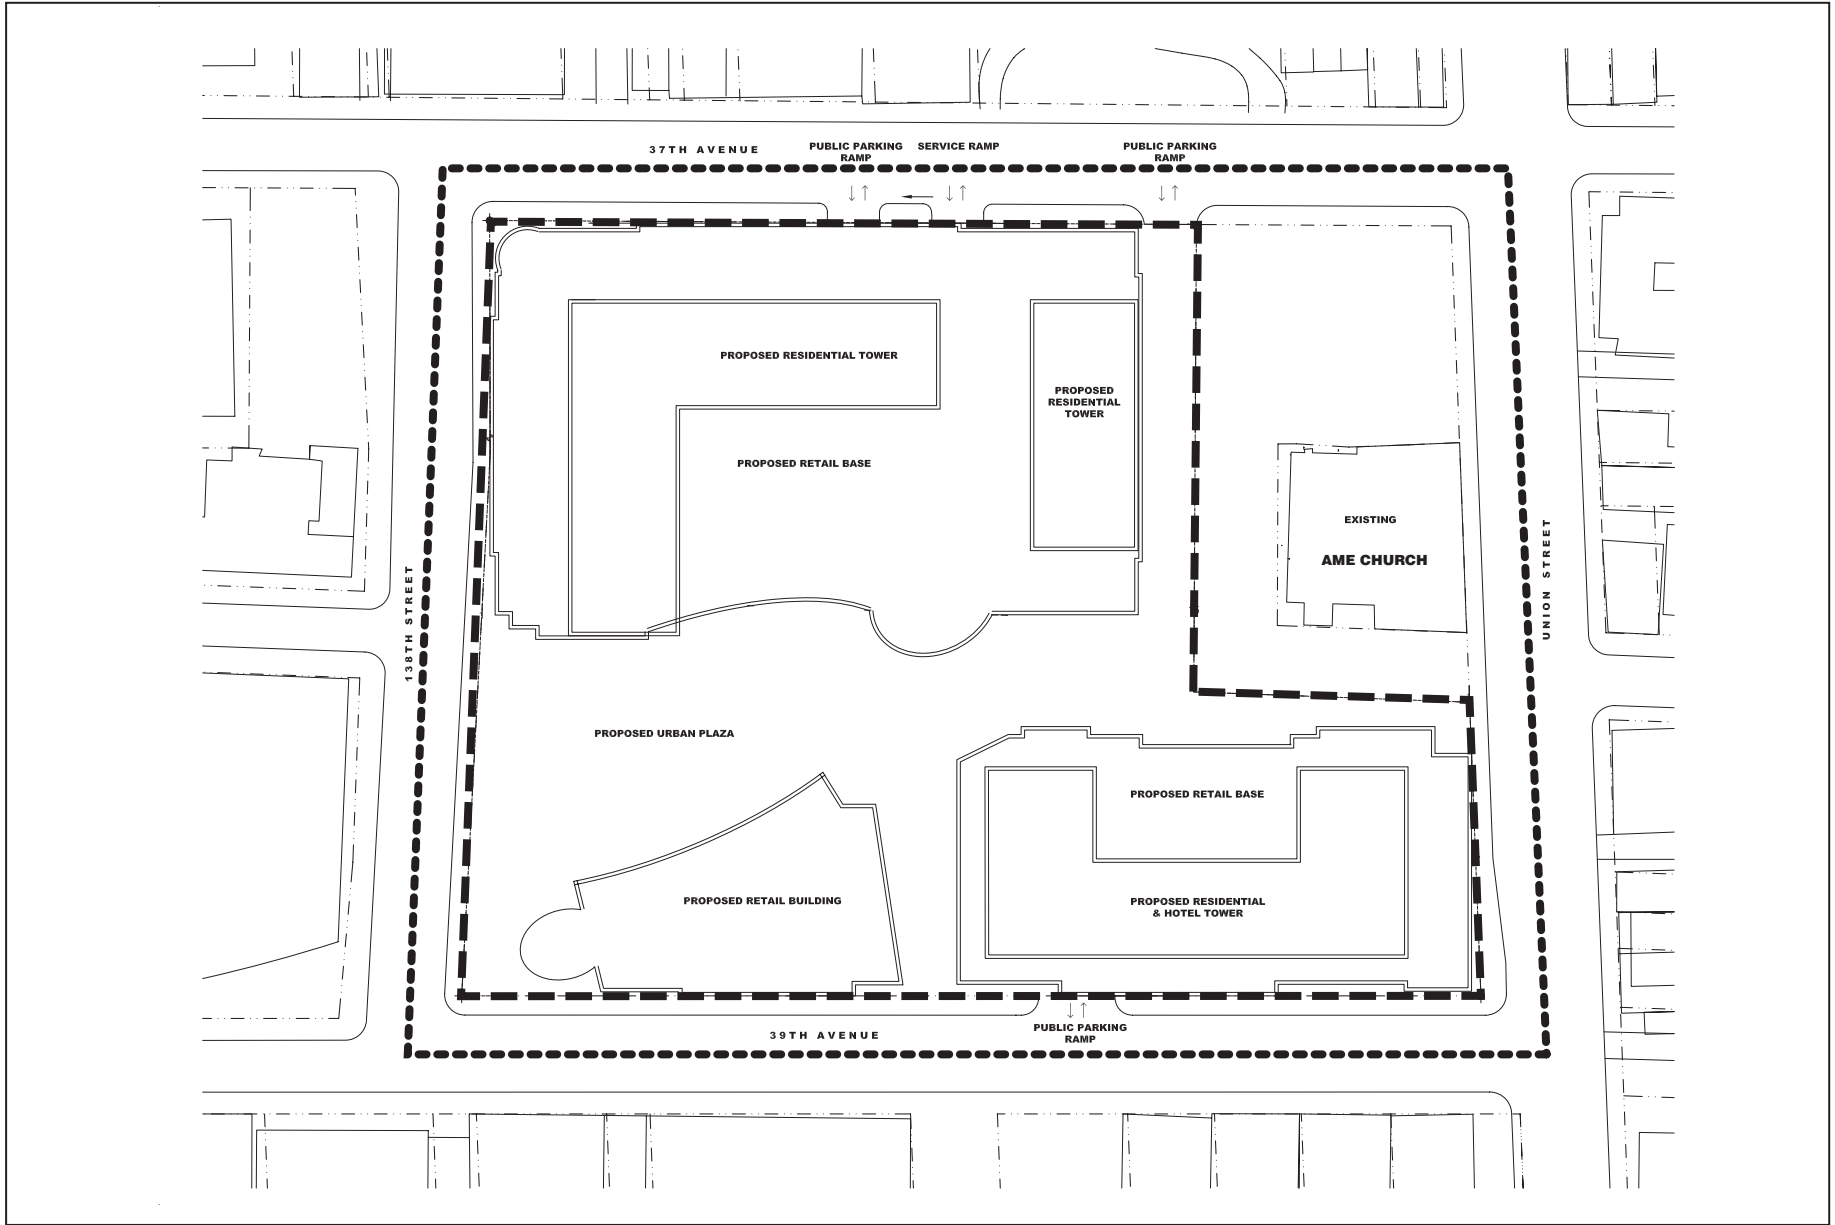 37TH AVENUE
PUBLIC PARKING
RAMP
SERVICE RAMP
PUBLIC PARKING
RAMP
PROPOSED RESIDENTIAL TOWER
PROPOSED
RESIDENTIAL
TOWER
PROPOSED RETAIL BASE
EXISTING
AME CHURCH
138TH STREET
UNION STREET
PROPOSED URBAN PLAZA
PROPOSED RETAIL BASE
PROPOSED RETAIL BUILDING
PROPOSED RESIDENTIAL
& HOTEL TOWER
39TH AVENUE
PUBLIC PARKING
RAMP